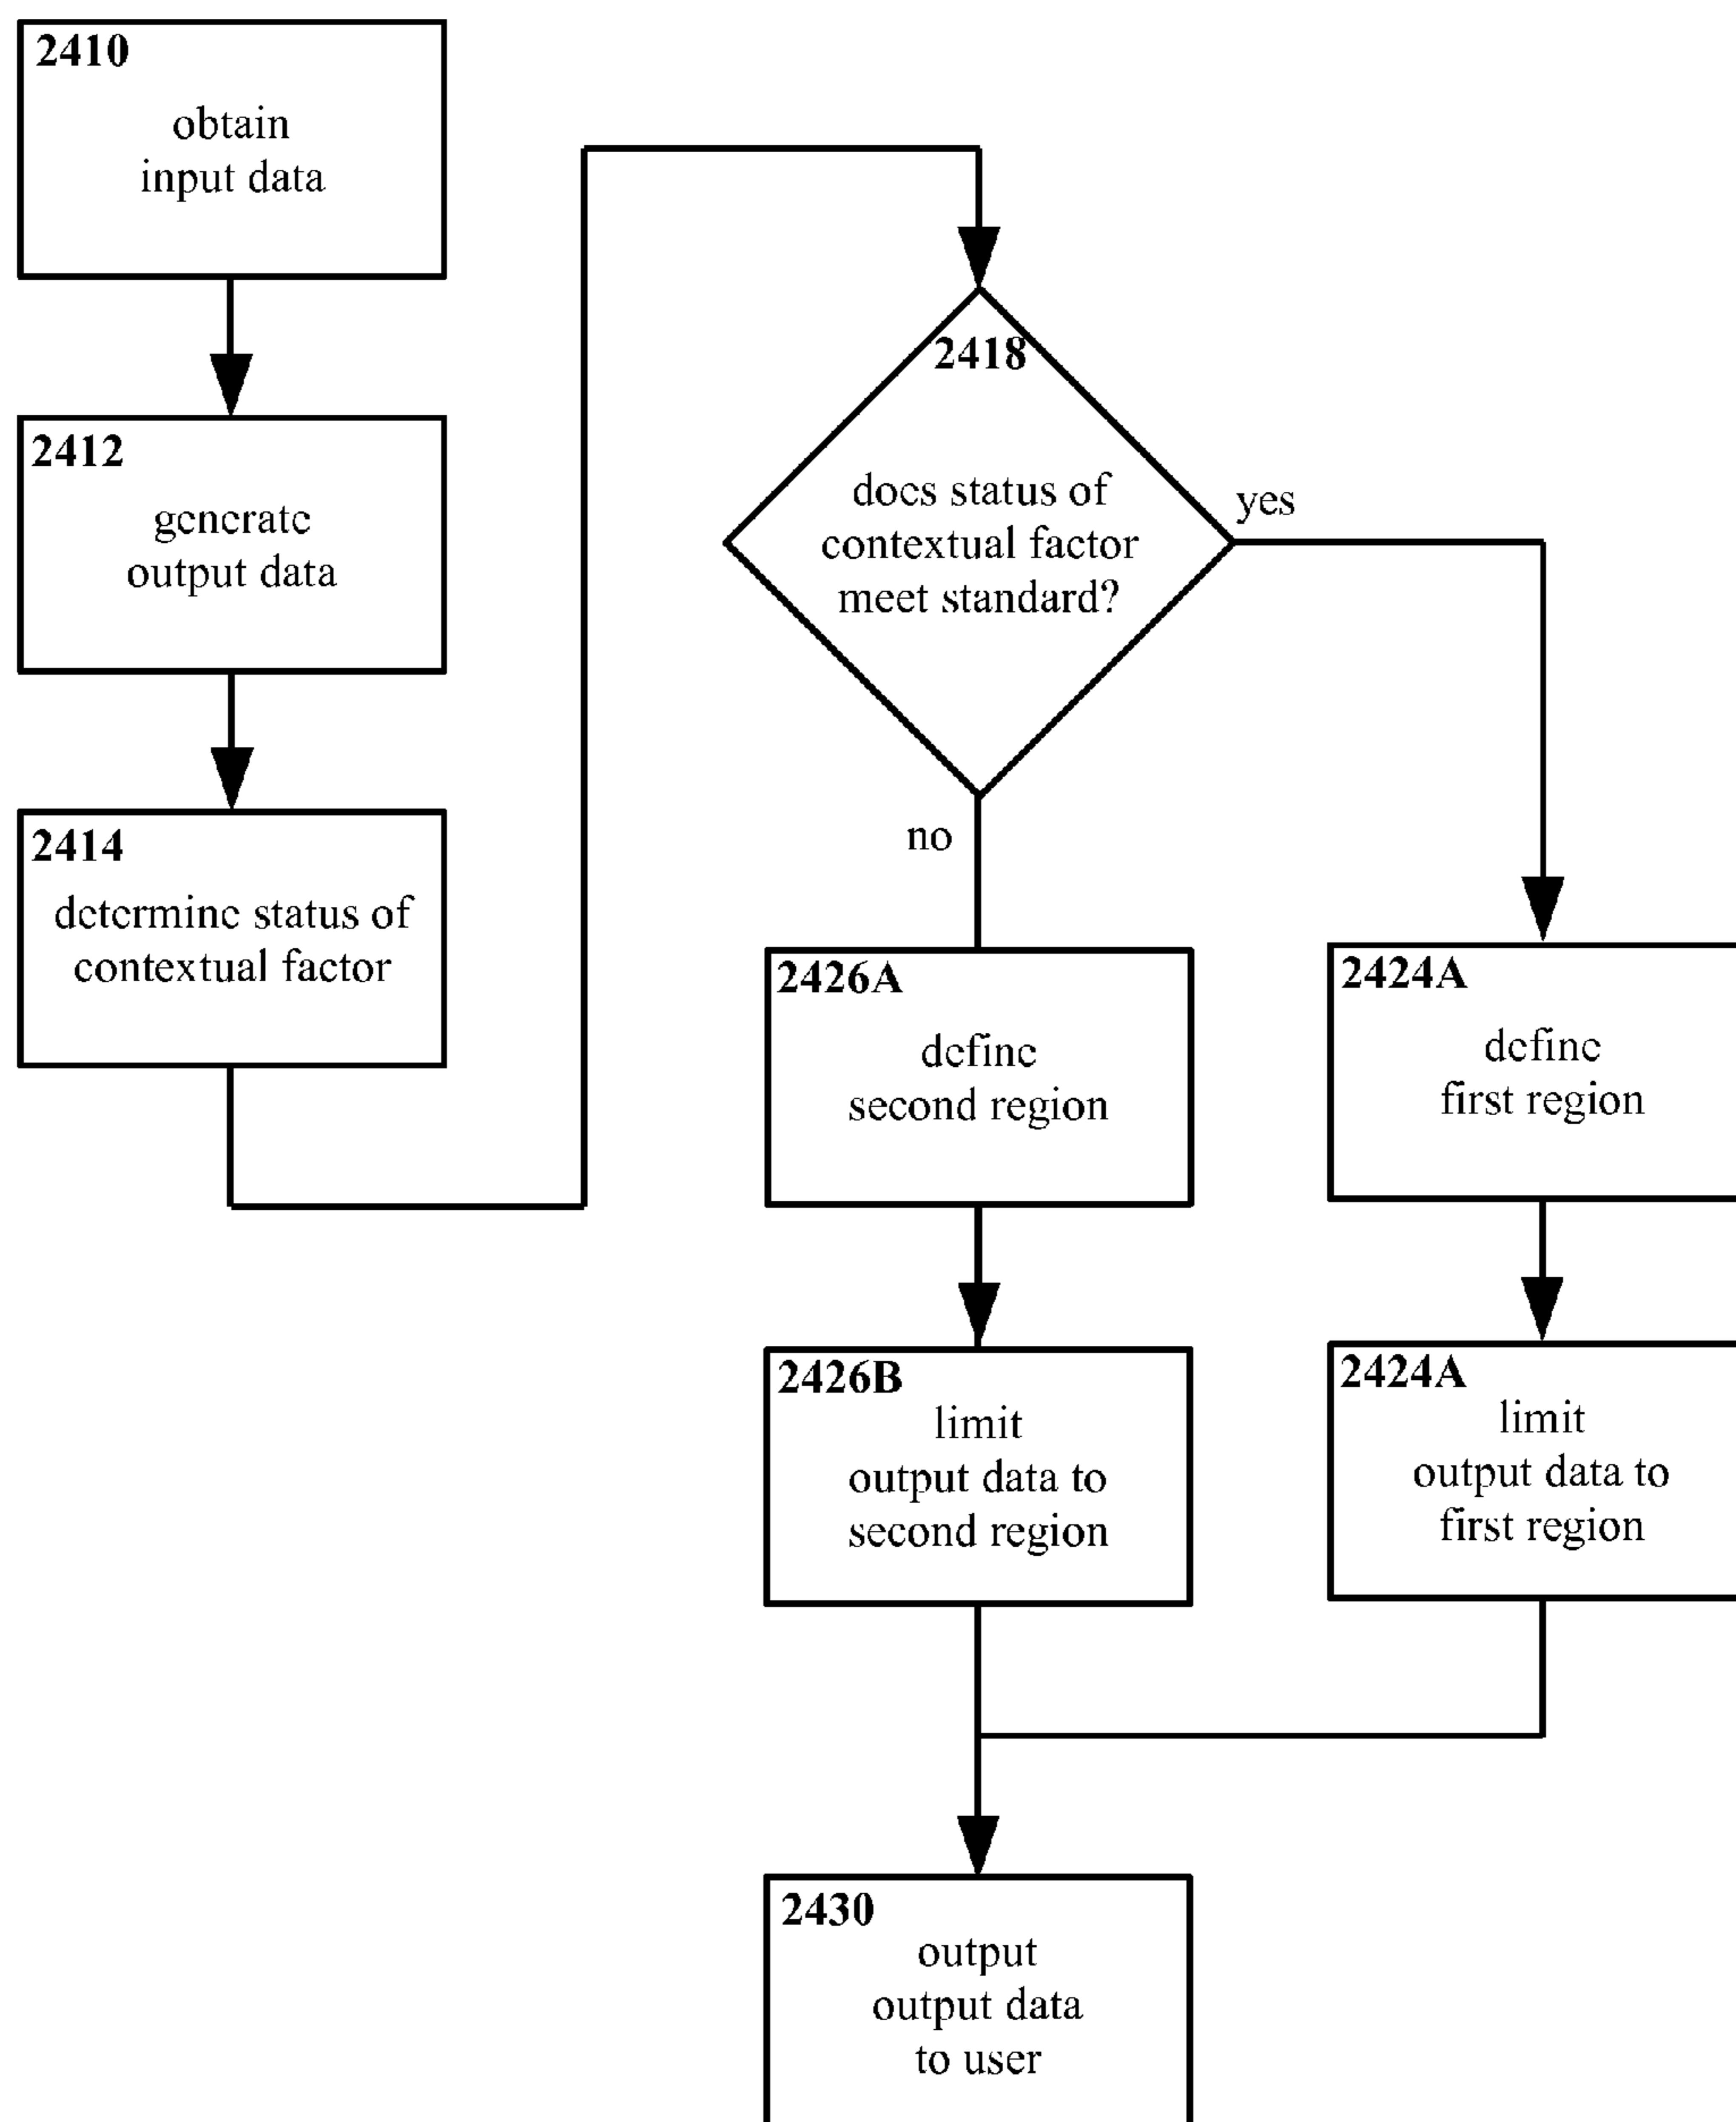 2410
obtain
input data
2412
generate
output data
2414
determine status of
contextual factor
2418
does status of
contextual factor
meet standard?
yes
no
2426A
define
second region
2424A
define
first region
2426B
limit
output data to
second region
2424A
limit
output data to
first region
2430
output
output data
to user